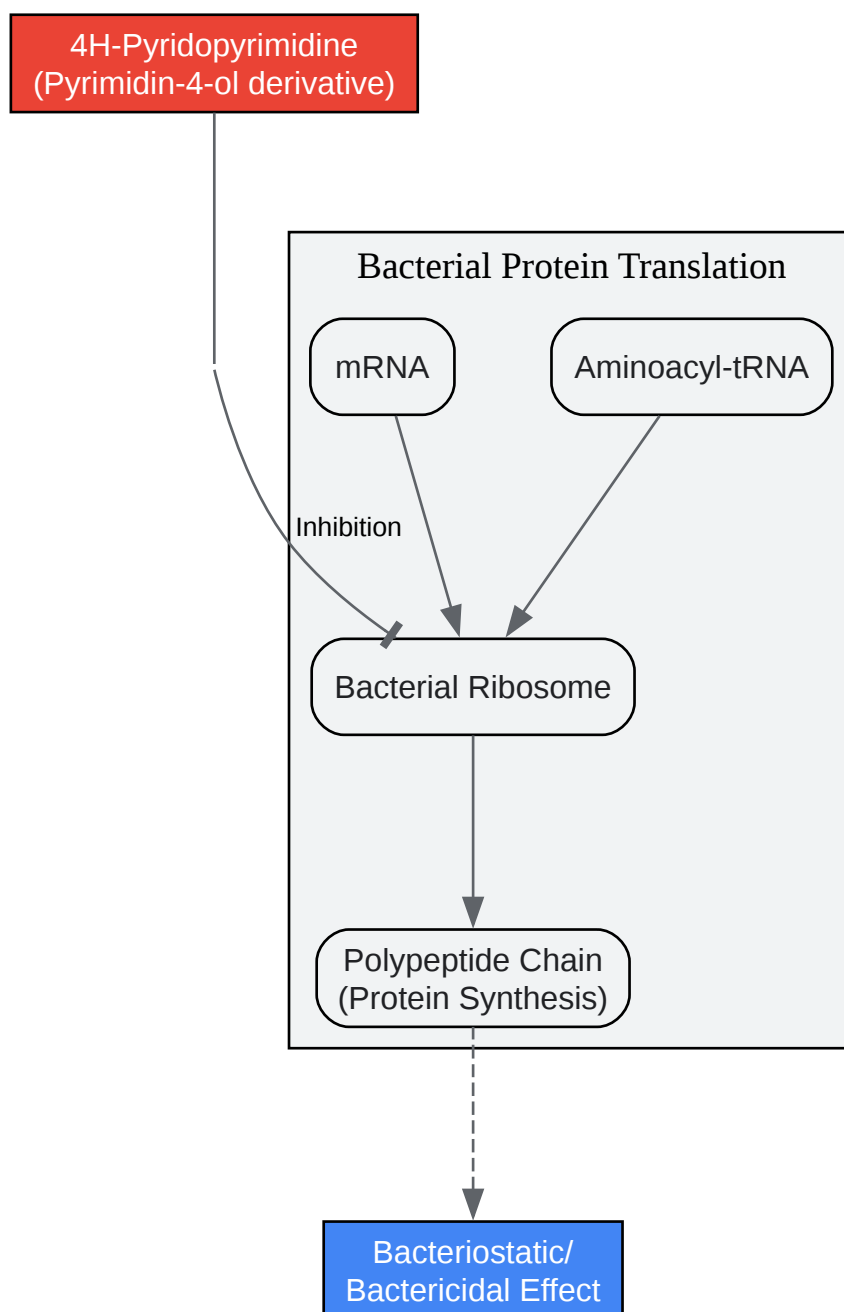 4H-Pyridopyrimidine
(Pyrimidin-4-ol derivative)
Bacterial Protein Translation
mRNA
Aminoacyl-tRNA
Inhibition
Bacterial Ribosome
Polypeptide Chain
(Protein Synthesis)
Bacteriostatic/
Bactericidal Effect